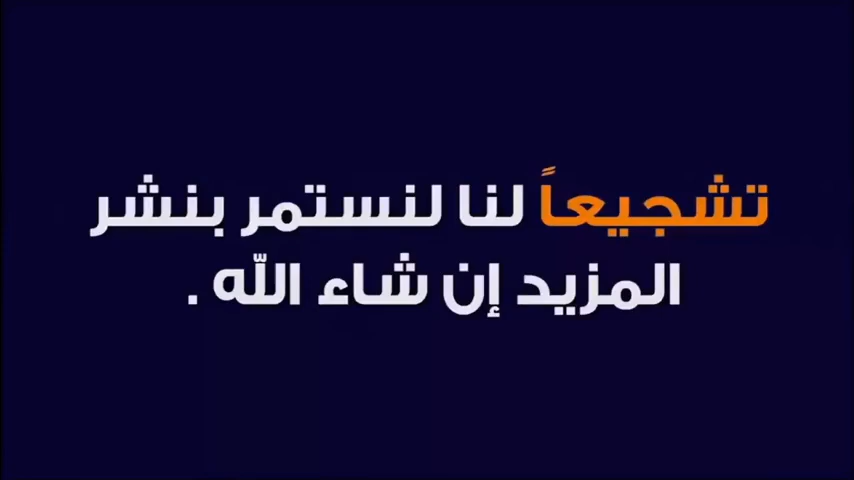 تشجيعاً لنا لنستمر بنشر
المزيد إن شاء الله .